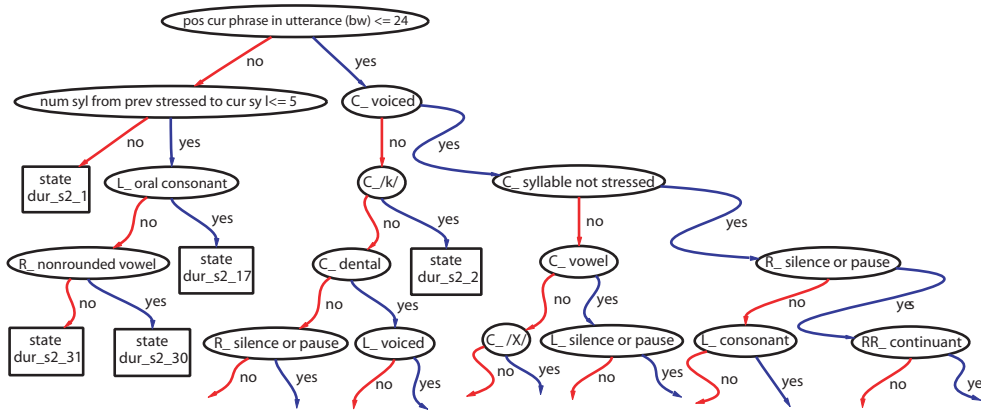 pos cur phrase in utterance (bw) <= 24
no
yes
num syl from prev stressed to cur sy l<= 5
C_ voiced
no
yes
no
yes
state
dur_s2_1
L_ oral consonant
C_/k/
C_ syllable not stressed
no
yes
no
yes
no
yes
R_ nonrounded vowel
state
dur_s2_17
C_ dental
state
dur_s2_2
C_ vowel
R_ silence or pause
no
yes
no
yes
no
yes
no
yes
state
dur_s2_31
state
dur_s2_30
R_ silence or pause
L_ voiced
C_ /X/
L_ silence or pause
L_ consonant
RR_ continuant
no
yes
no
yes
no
yes
no
yes
no
yes
no
yes